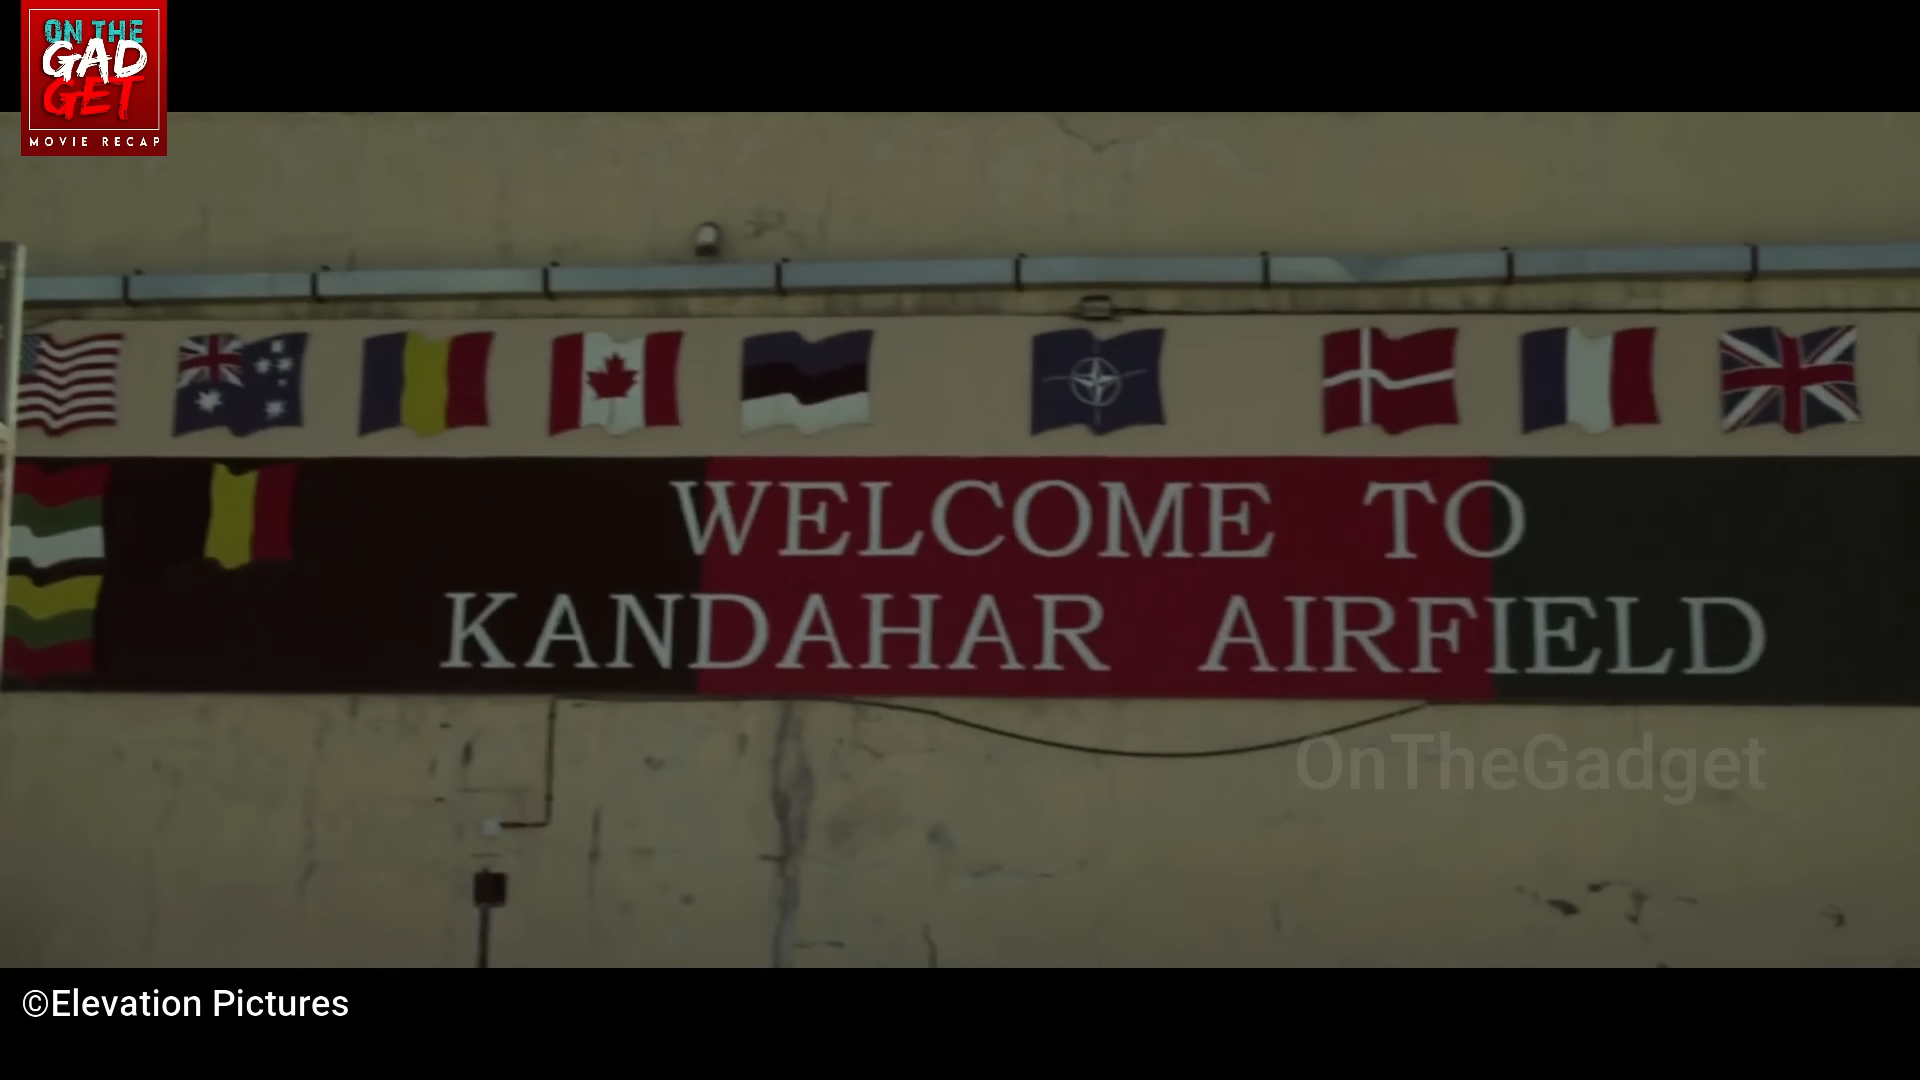 ON THE
GAD
GET
MOVIE RECAP
WELCOME TO
KANDAHAR AIRFIELD
OnTheGadget
©Elevation Pictures